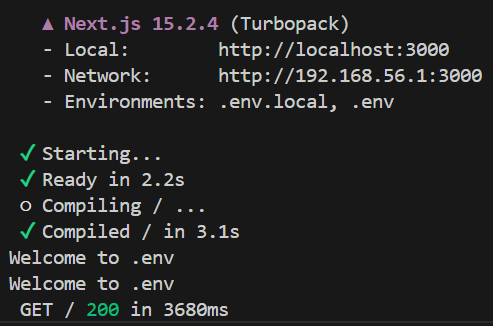 ▲ Next.js 15.2.4 (Turbopack)
- Local: http://localhost:3000
- Network: http://192.168.56.1:3000
- Environments: .env.local, .env
✓ Starting...
✓ Ready in 2.2s
○ Compiling / ...
✓ Compiled / in 3.1s
Welcome to .env
Welcome to .env
GET / 200 in 3680ms